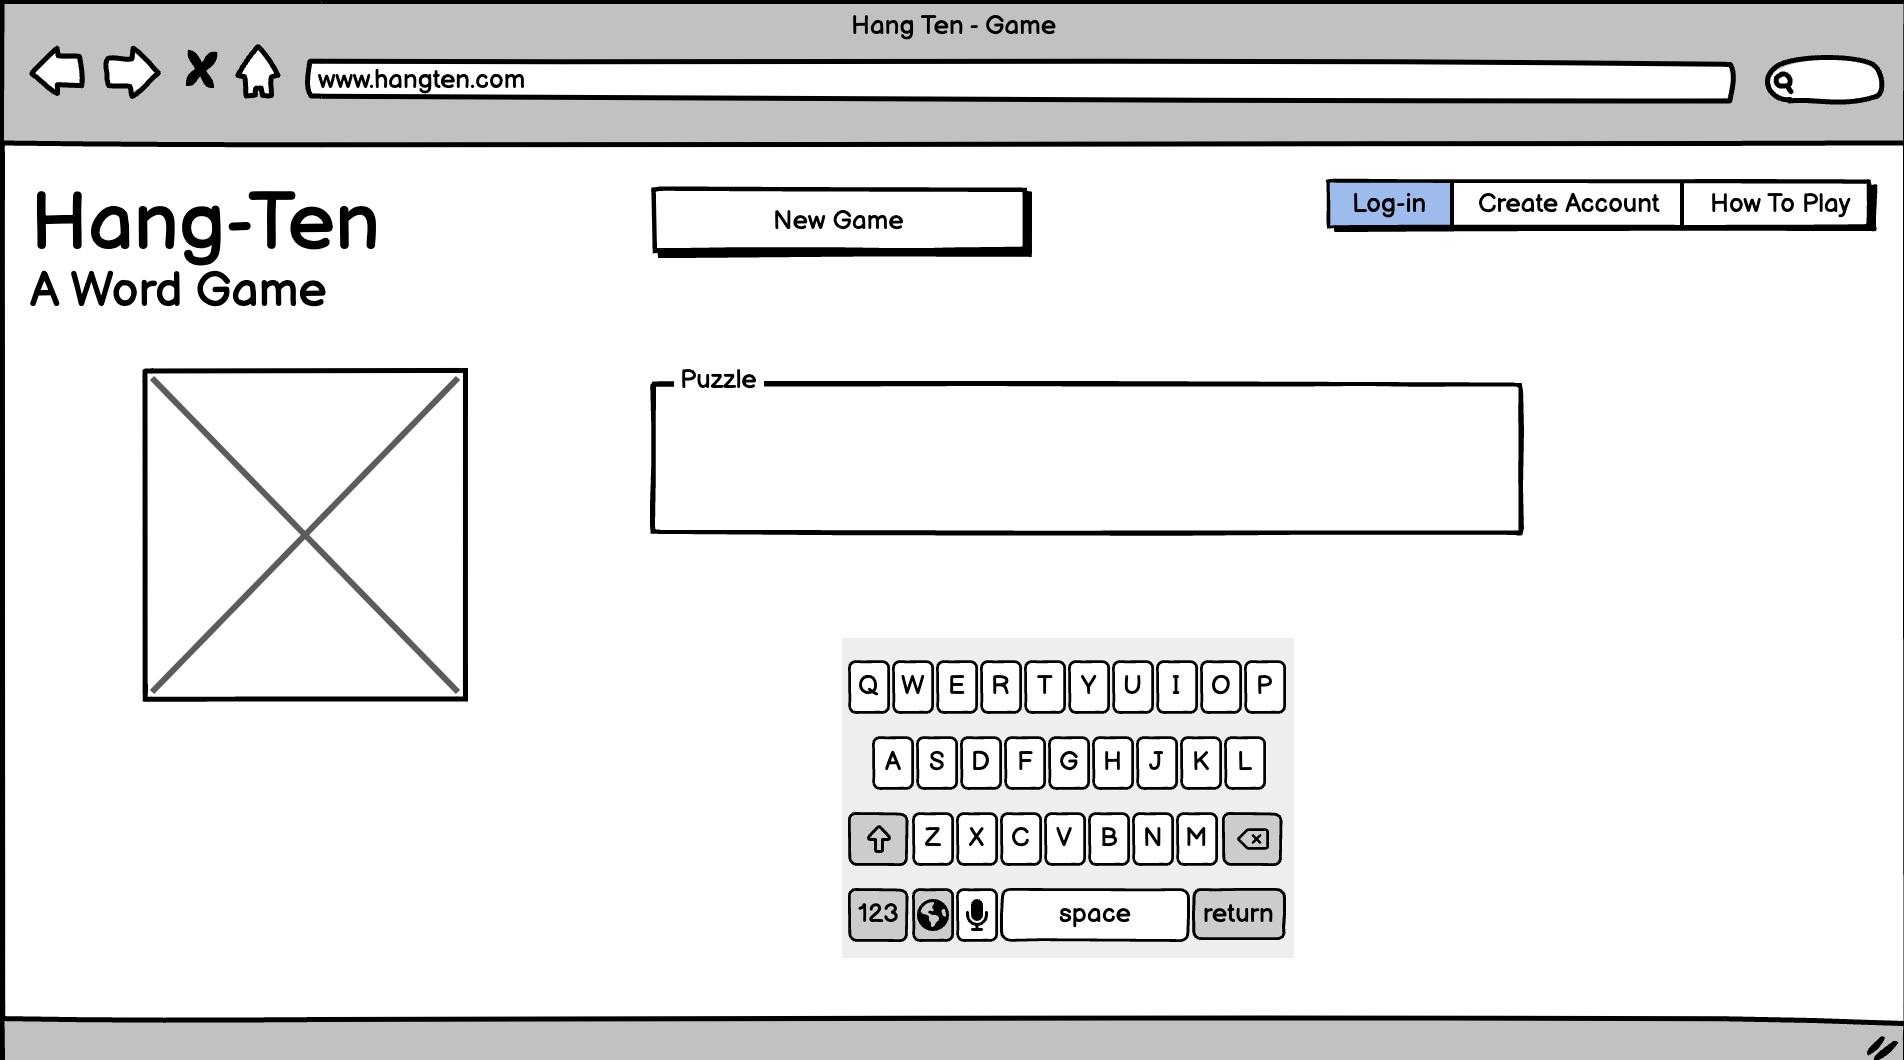 Hang Ten - Game
www.hangten.com
Hang-Ten
A Word Game
New Game
Log-in Create Account How To Play
Puzzle
Q W E R T Y U I O P
A S D F G H J K L
Z X C V B N M
123 space return